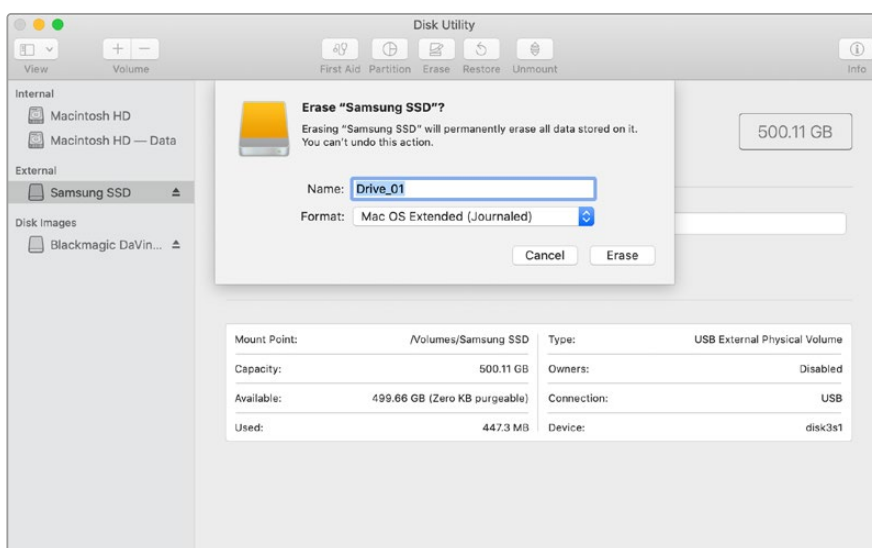 Disk Utility
View
Volume
First Aid
Partition
Erase
Restore
Unmount
Info
Internal
Macintosh HD
Macintosh HD — Data
External
Samsung SSD
Disk Images
Blackmagic DaVin...
Erase “Samsung SSD”?
Erasing “Samsung SSD” will permanently erase all data stored on it.
You can’t undo this action.
Name: Drive_01
Format: Mac OS Extended (Journaled)
Cancel
Erase
500.11 GB
Mount Point: /Volumes/Samsung SSD
Type: USB External Physical Volume
Capacity: 500.11 GB
Owners: Disabled
Available: 499.66 GB (Zero KB purgeable)
Connection: USB
Used: 447.3 MB
Device: disk3s1